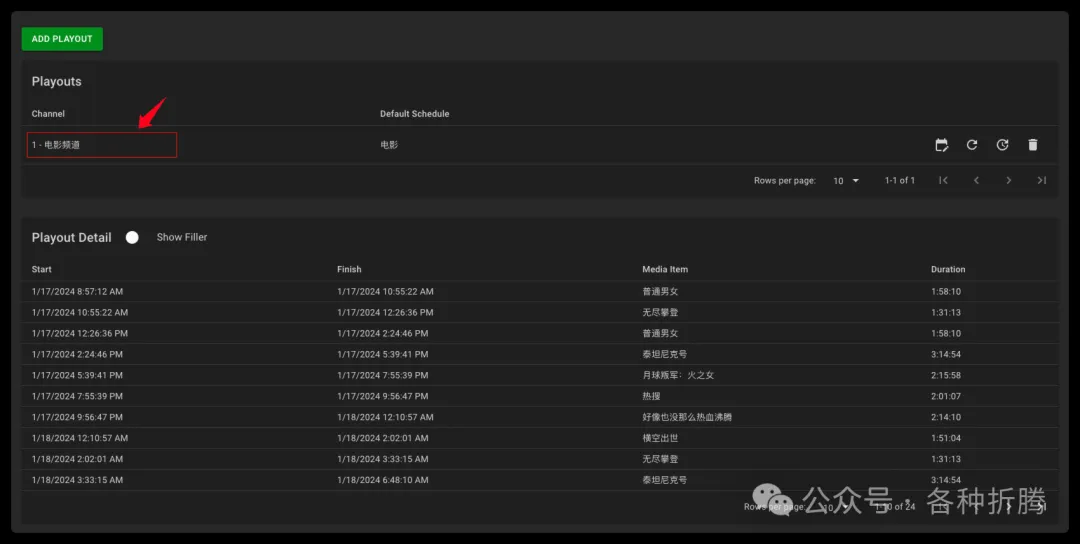 ADD PLAYOUT
Playouts
Channel Default Schedule
1 - 电影频道 电影
Rows per page: 10 1-1 of 1
Playout Detail Show Filler
Start Finish Media Item Duration
1/17/2024 8:57:12 AM 1/17/2024 10:55:22 AM 普通男女 1:58:10
1/17/2024 10:55:22 AM 1/17/2024 12:26:36 PM 无尽攀登 1:31:13
1/17/2024 12:26:36 PM 1/17/2024 2:24:46 PM 普通男女 1:58:10
1/17/2024 2:24:46 PM 1/17/2024 5:39:41 PM 泰坦尼克号 3:14:54
1/17/2024 5:39:41 PM 1/17/2024 7:55:39 PM 月球叛军：火之女 2:15:58
1/17/2024 7:55:39 PM 1/17/2024 9:56:47 PM 热搜 2:01:07
1/17/2024 9:56:47 PM 1/18/2024 12:10:57 AM 好像也没那么热血沸腾 2:14:10
1/18/2024 12:10:57 AM 1/18/2024 2:02:01 AM 横空出世 1:51:04
1/18/2024 2:02:01 AM 1/18/2024 3:33:15 AM 无尽攀登 1:31:13
1/18/2024 3:33:15 AM 1/18/2024 6:48:10 AM 泰坦尼克号 3:14:54
Rows per page: 10 1-10 of 24
公众号·各种折腾